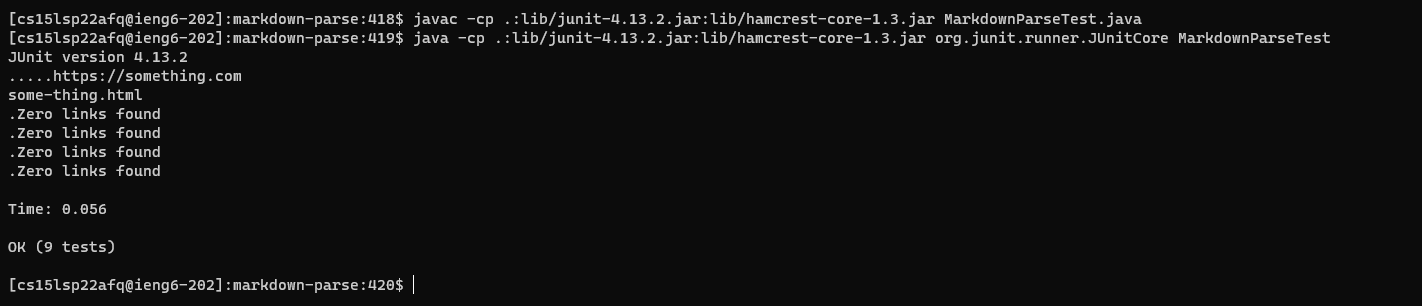 [cs15lsp22afq@ieng6-202]:markdown-parse:418$ javac -cp .:lib/junit-4.13.2.jar:lib/hamcrest-core-1.3.jar MarkdownParseTest.java
[cs15lsp22afq@ieng6-202]:markdown-parse:419$ java -cp .:lib/junit-4.13.2.jar:lib/hamcrest-core-1.3.jar org.junit.runner.JUnitCore MarkdownParseTest
JUnit version 4.13.2
.....https://something.com
some-thing.html
.Zero links found
.Zero links found
.Zero links found
.Zero links found
Time: 0.056
OK (9 tests)
[cs15lsp22afq@ieng6-202]:markdown-parse:420$